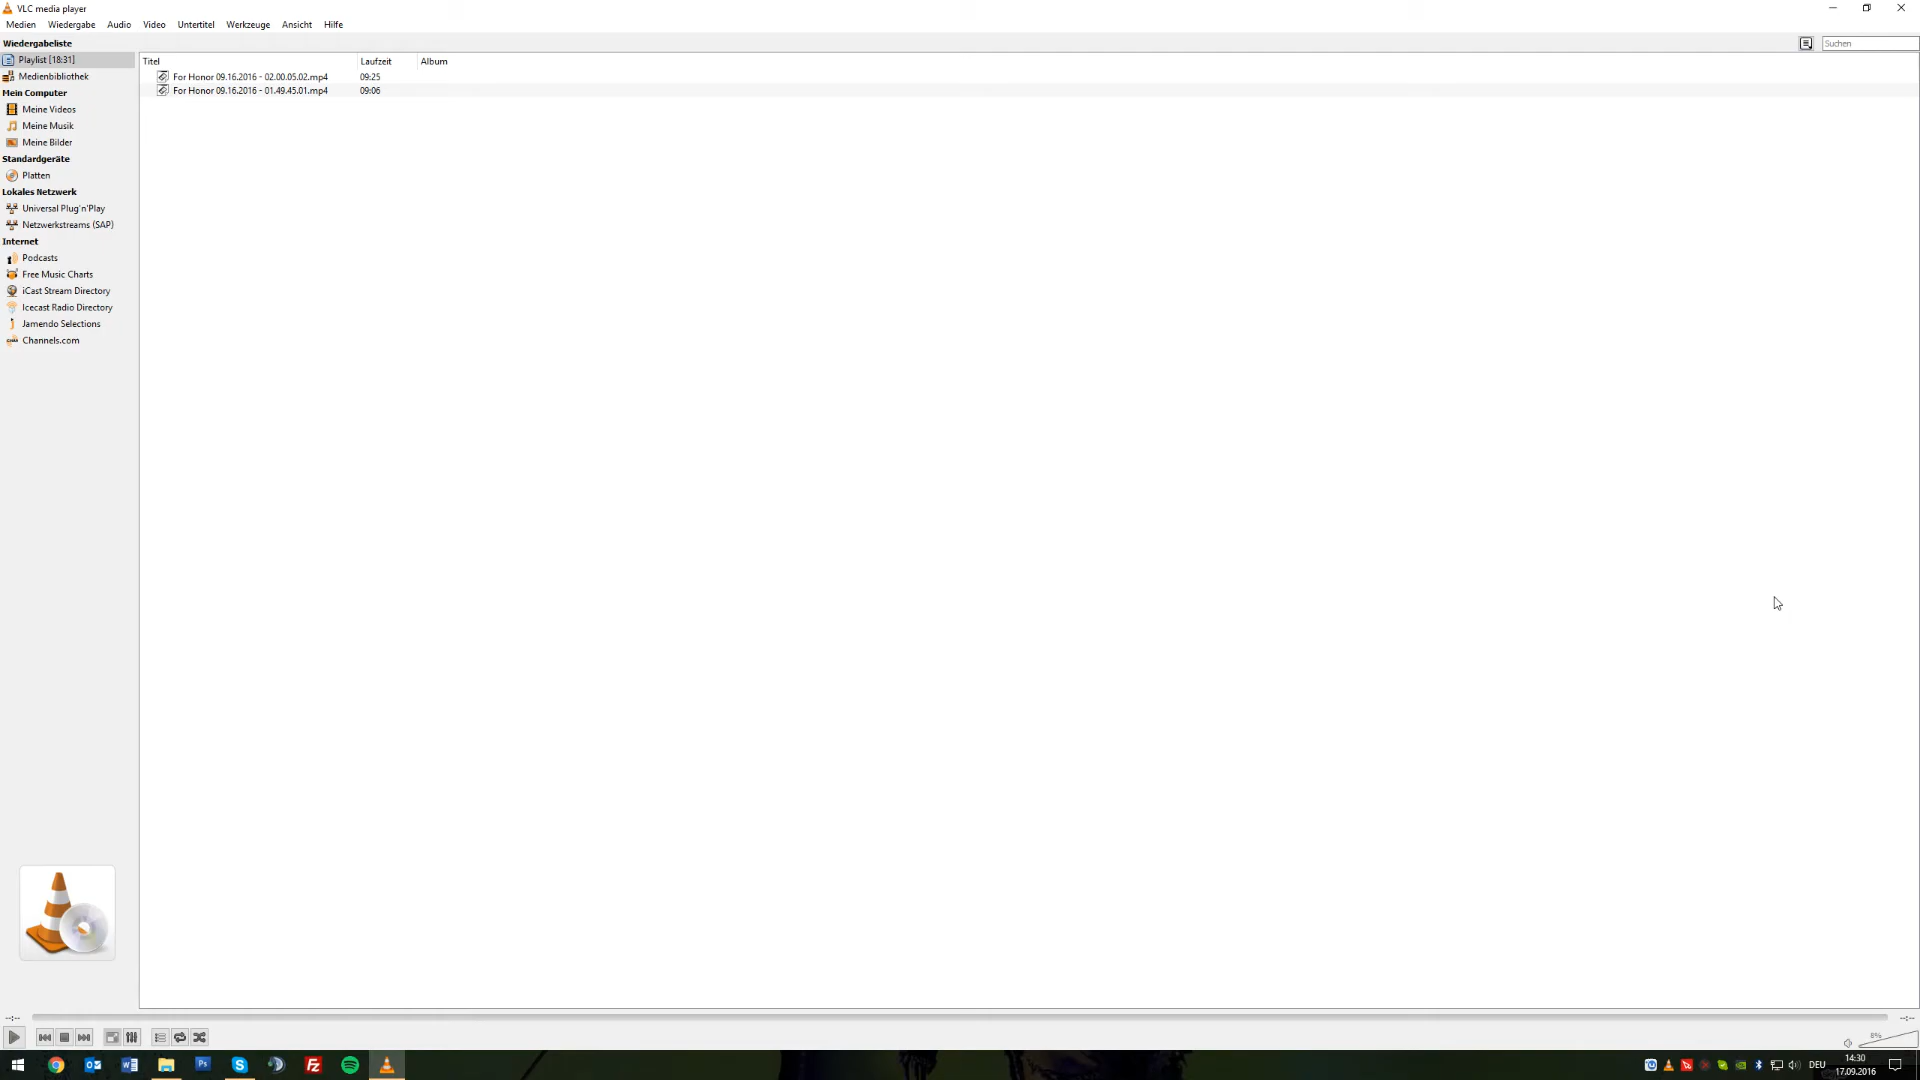 VLC media player
Medien Wiedergabe Audio Video Untertitel Werkzeuge Ansicht Hilfe
Wiedergabeliste
Suchen
Playlist [18:31]
Medienbibliothek
Mein Computer
Meine Videos
Meine Musik
Meine Bilder
Standardgeräte
Platten
Lokales Netzwerk
Universal Plug'n'Play
Netzwerkstreams (SAP)
Internet
Podcasts
Free Music Charts
iCast Stream Directory
Icecast Radio Directory
Jamendo Selections
Channels.com
Titel Laufzeit Album
For Honor 09.16.2016 - 02.00.05.02.mp4 09:25
For Honor 09.16.2016 - 01.49.45.01.mp4 09:06
--:-- --:--
8%
DEU
14:30
17.09.2016